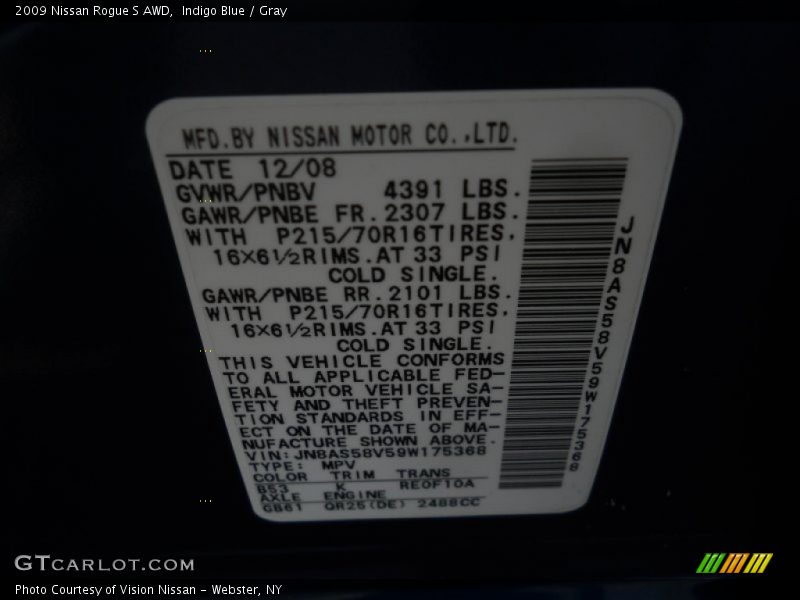 2009 Nissan Rogue S AWD,  Indigo Blue / Gray
MFD.BY NISSAN MOTOR CO.,LTD.
DATE 12/08
GVWR/PNBV 4391 LBS.
GAWR/PNBE FR.2307 LBS.
WITH P215/70R16TIRES.
16X6½RIMS.AT 33 PSI
COLD SINGLE.
GAWR/PNBE RR.2101 LBS.
WITH P215/70R16TIRES.
16X6½RIMS.AT 33 PSI
COLD SINGLE.
THIS VEHICLE CONFORMS
TO ALL APPLICABLE FED-
ERAL MOTOR VEHICLE SA-
FETY AND THEFT PREVEN-
TION STANDARDS IN EFF-
ECT ON THE DATE OF MA-
NUFACTURE SHOWN ABOVE.
VIN:JN8AS58V59W175368
TYPE: MPV
COLOR TRIM TRANS
B53 K RE0F10A
AXLE ENGINE
GB61 QR25(DE) 2488CC
JN8AS58V59W175368
GTCARLOT.COM
Photo Courtesy of Vision Nissan - Webster, NY